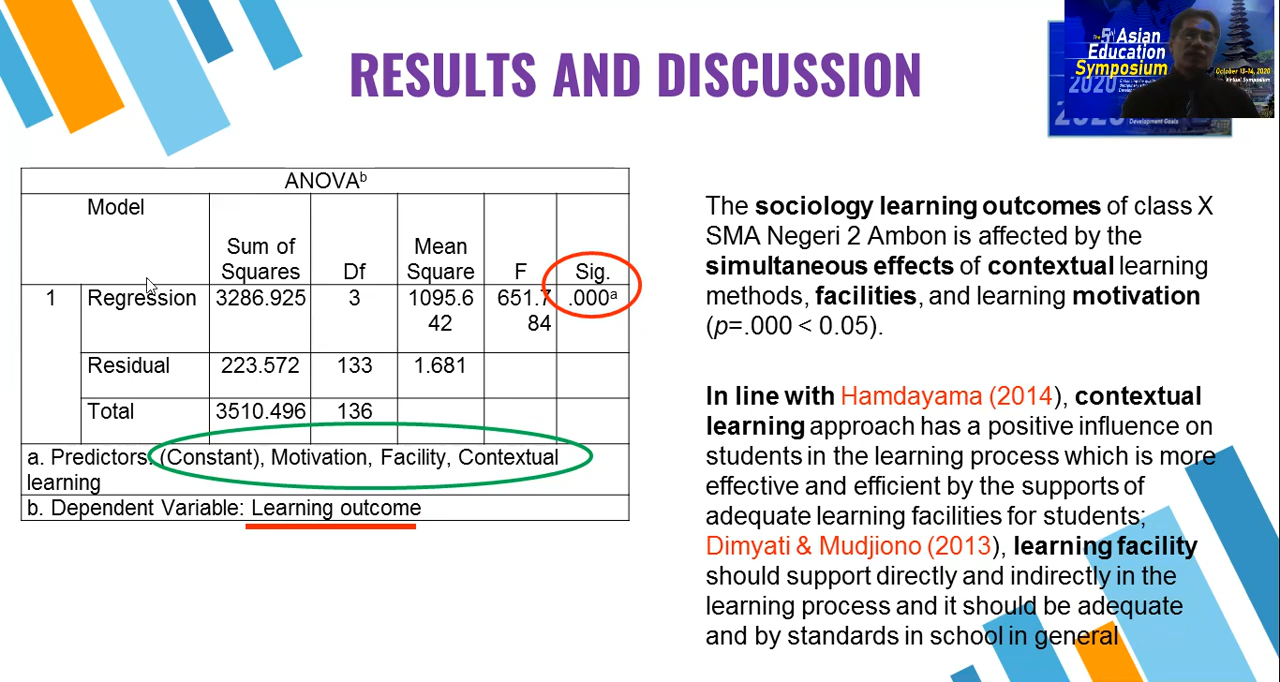 RESULTS AND DISCUSSION
The 5th Asian
Education
Symposium
2020
October 13-14, 2020
Virtual Symposium
Development Goals
ANOVAb
Model
Sum of
Squares
Df
Mean
Square
F
Sig.
1
Regression
3286.925
3
1095.6
42
651.7
84
.000a
Residual
223.572
133
1.681
Total
3510.496
136
a. Predictors: (Constant), Motivation, Facility, Contextual
learning
b. Dependent Variable: Learning outcome
The sociology learning outcomes of class X
SMA Negeri 2 Ambon is affected by the
simultaneous effects of contextual learning
methods, facilities, and learning motivation
(p=.000 < 0.05).
In line with Hamdayama (2014), contextual
learning approach has a positive influence on
students in the learning process which is more
effective and efficient by the supports of
adequate learning facilities for students;
Dimyati & Mudjiono (2013), learning facility
should support directly and indirectly in the
learning process and it should be adequate
and by standards in school in general